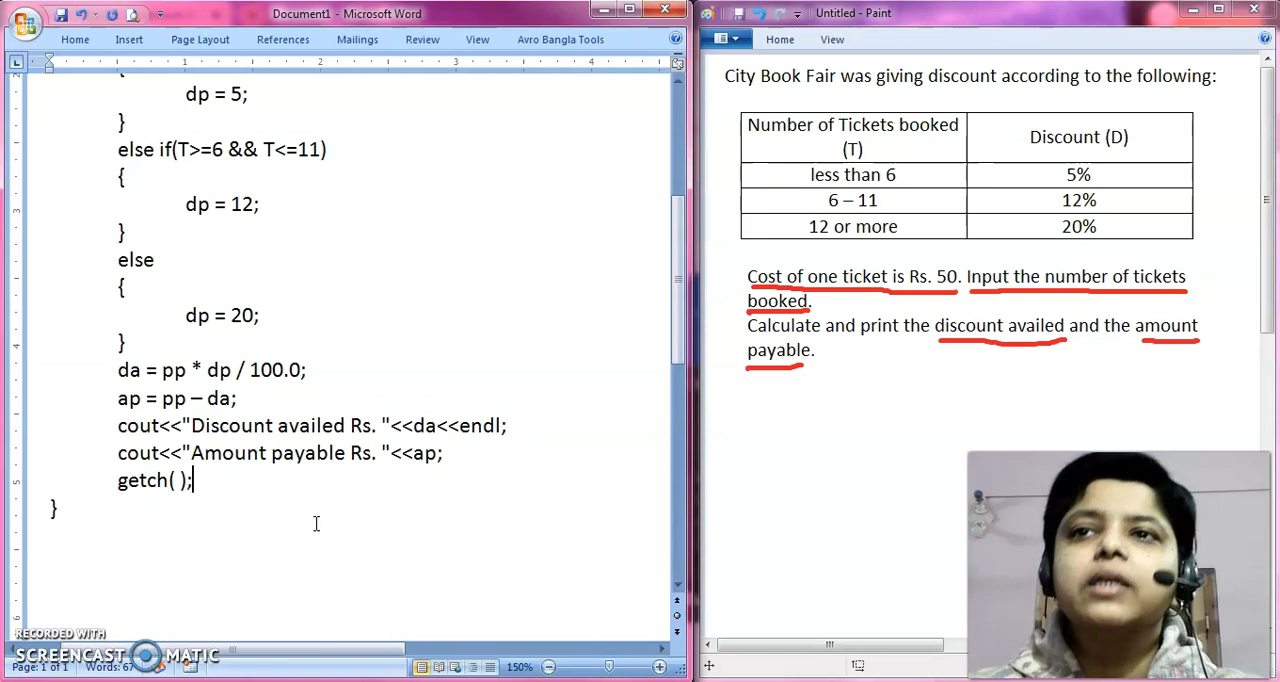 Document1 - Microsoft Word
Home Insert Page Layout References Mailings Review View Avro Bangla Tools
1 2 3 4
{
dp = 5;
}
else if(T>=6 && T<=11)
{
dp = 12;
}
else
{
dp = 20;
}
da = pp * dp / 100.0;
ap = pp – da;
cout<<"Discount availed Rs. "<<da<<endl;
cout<<"Amount payable Rs. "<<ap;
getch( );
}
RECORDED WITH
SCREENCAST MATIC
Page: 1 of 1 Words: 67 150%
Untitled - Paint
Home View
City Book Fair was giving discount according to the following:
Number of Tickets booked
(T)
Discount (D)
less than 6 5%
6 – 11 12%
12 or more 20%
Cost of one ticket is Rs. 50. Input the number of tickets
booked.
Calculate and print the discount availed and the amount
payable.